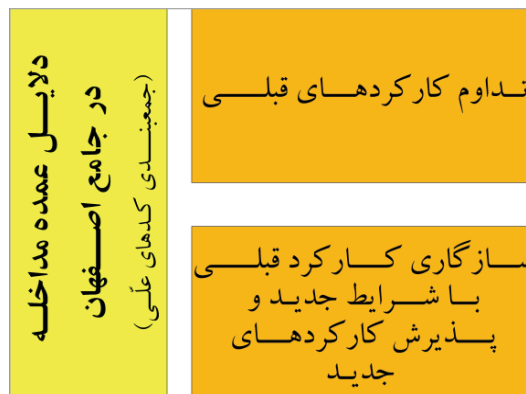 دلایل عمده مداخله
در جامع اصفهان
(جمعبندی کدهای علّی)
تداوم کارکردهای قبلی
سازگاری کارکرد قبلی
با شرایط جدید و
پذیرش کارکردهای
جدید